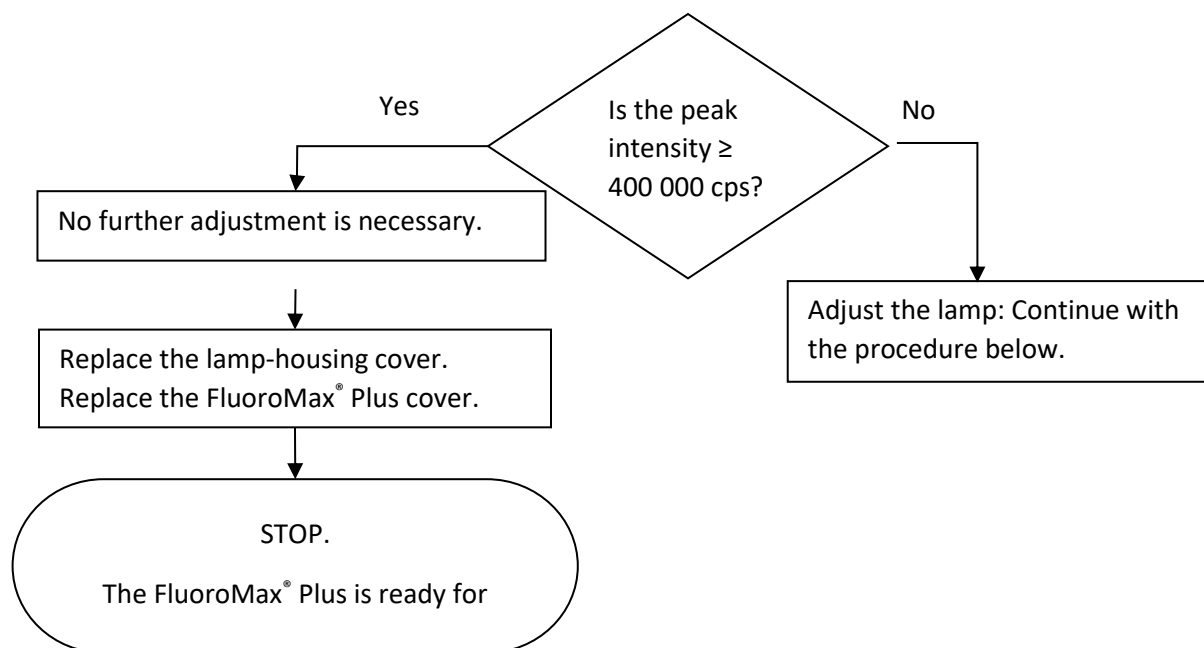 Yes
Is the peak
intensity ≥
400 000 cps?
No
No further adjustment is necessary.
Adjust the lamp: Continue with
the procedure below.
Replace the lamp-housing cover.
Replace the FluoroMax® Plus cover.
STOP.
The FluoroMax® Plus is ready for